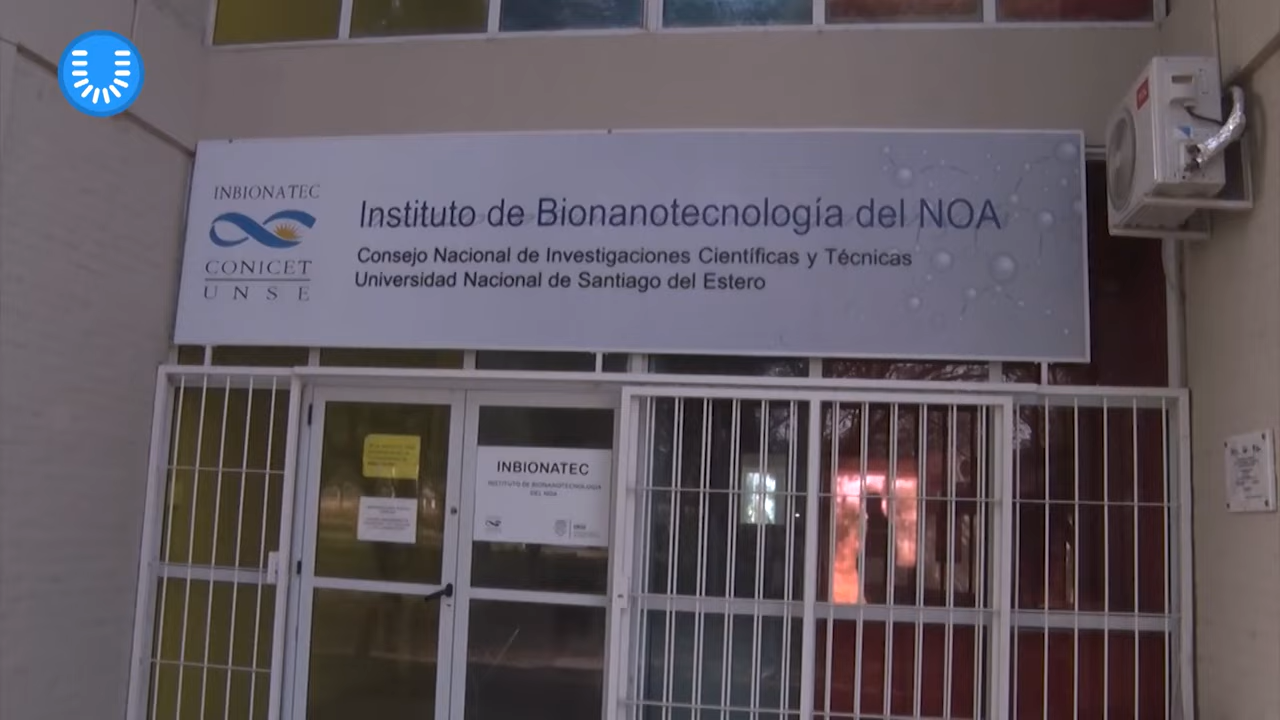 INBIONATEC
CONICET
UNSE
Instituto de Bionanotecnología del NOA
Consejo Nacional de Investigaciones Científicas y Técnicas
Universidad Nacional de Santiago del Estero
INBIONATEC
INSTITUTO DE BIONANOTECNOLOGIA
DEL NOA